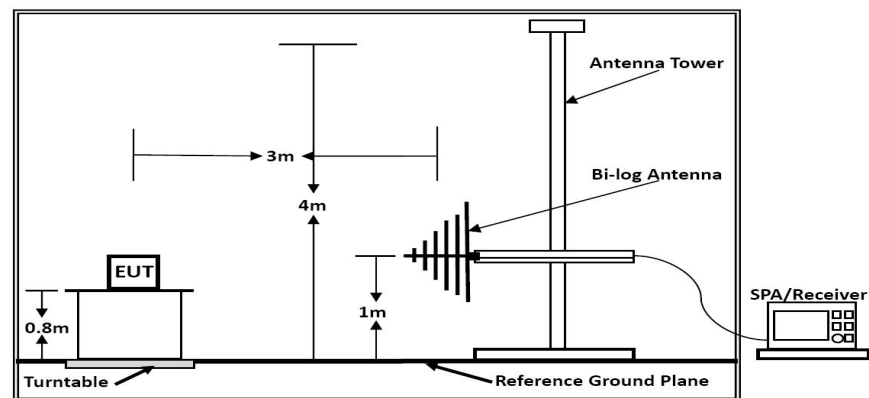 Antenna Tower
3m
Bi-log Antenna
4m
EUT
SPA/Receiver
0.8m
1m
Turntable
Reference Ground Plane